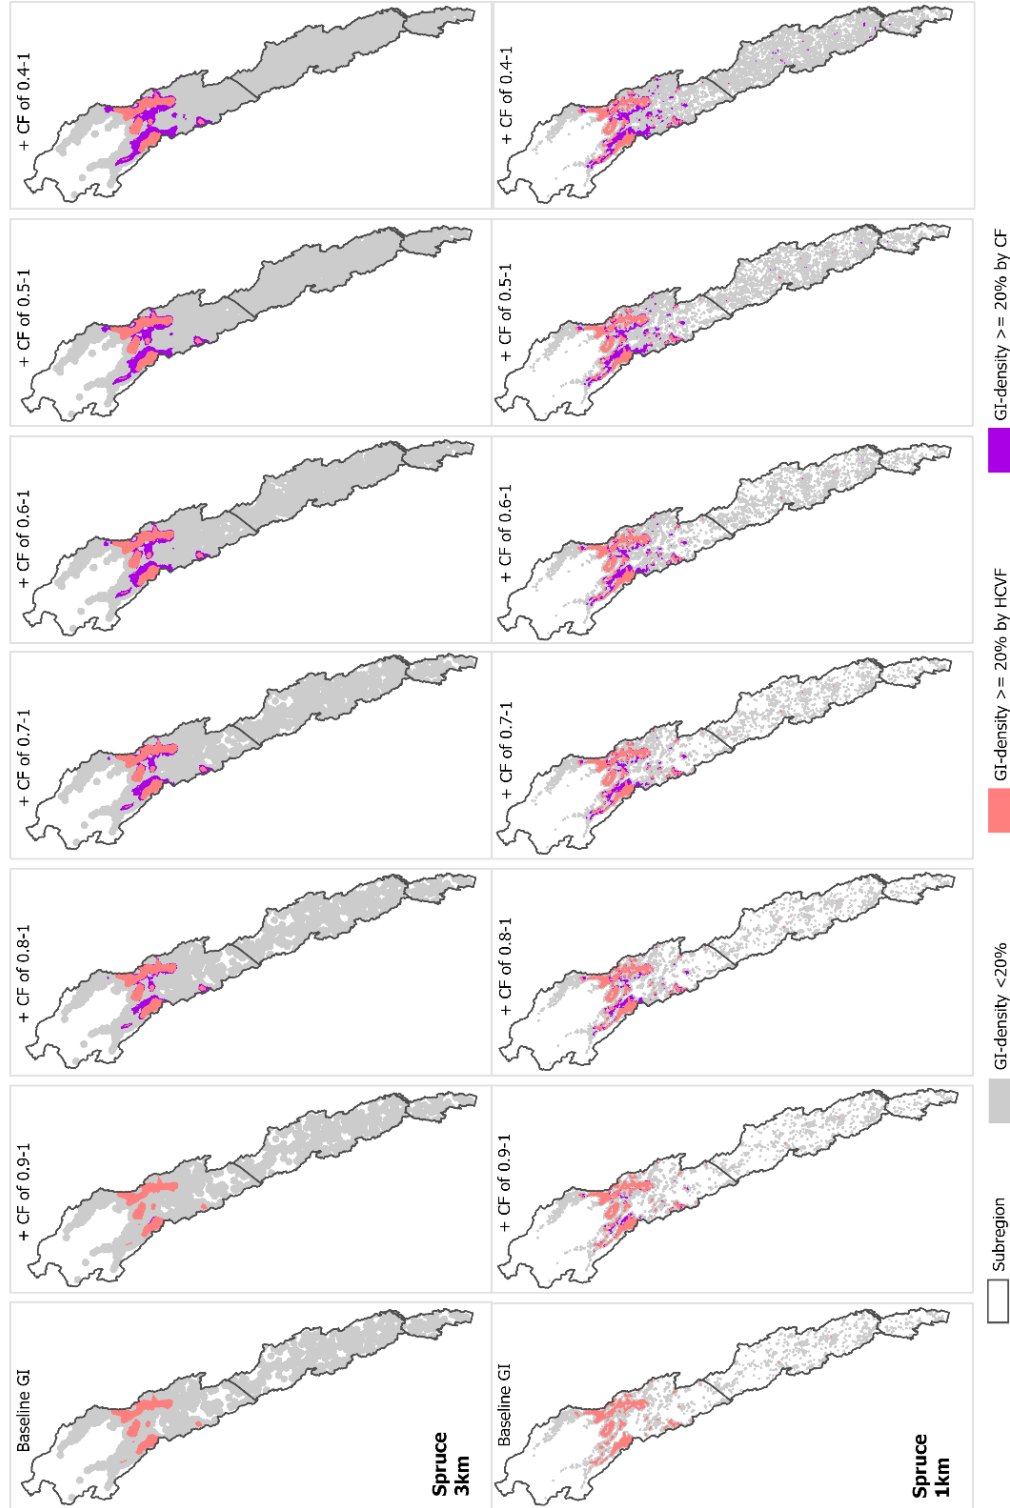 Baseline GI
+ CF of 0.9-1
+ CF of 0.8-1
+ CF of 0.7-1
+ CF of 0.6-1
+ CF of 0.5-1
+ CF of 0.4-1
Spruce
3km
Baseline GI
+ CF of 0.9-1
+ CF of 0.8-1
+ CF of 0.7-1
+ CF of 0.6-1
+ CF of 0.5-1
+ CF of 0.4-1
Spruce
1km
Subregion
GI-density <20%
GI-density >= 20% by HCVF
GI-density >= 20% by CF